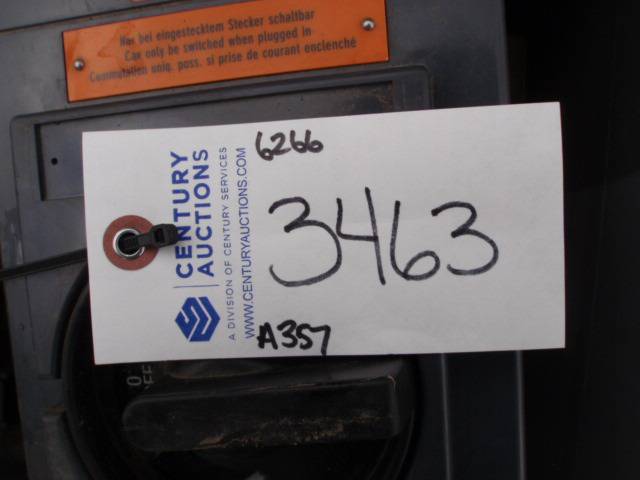 Nur bei eingestecktem Stecker schaltbar
Can only be switched when plugged in
Commutation uniq. poss. si prise de courant enclenché
6266
3463
A357
CENTURY
AUCTIONS
A DIVISION OF CENTURY SERVICES
WWW.CENTURYAUCTIONS.COM
0